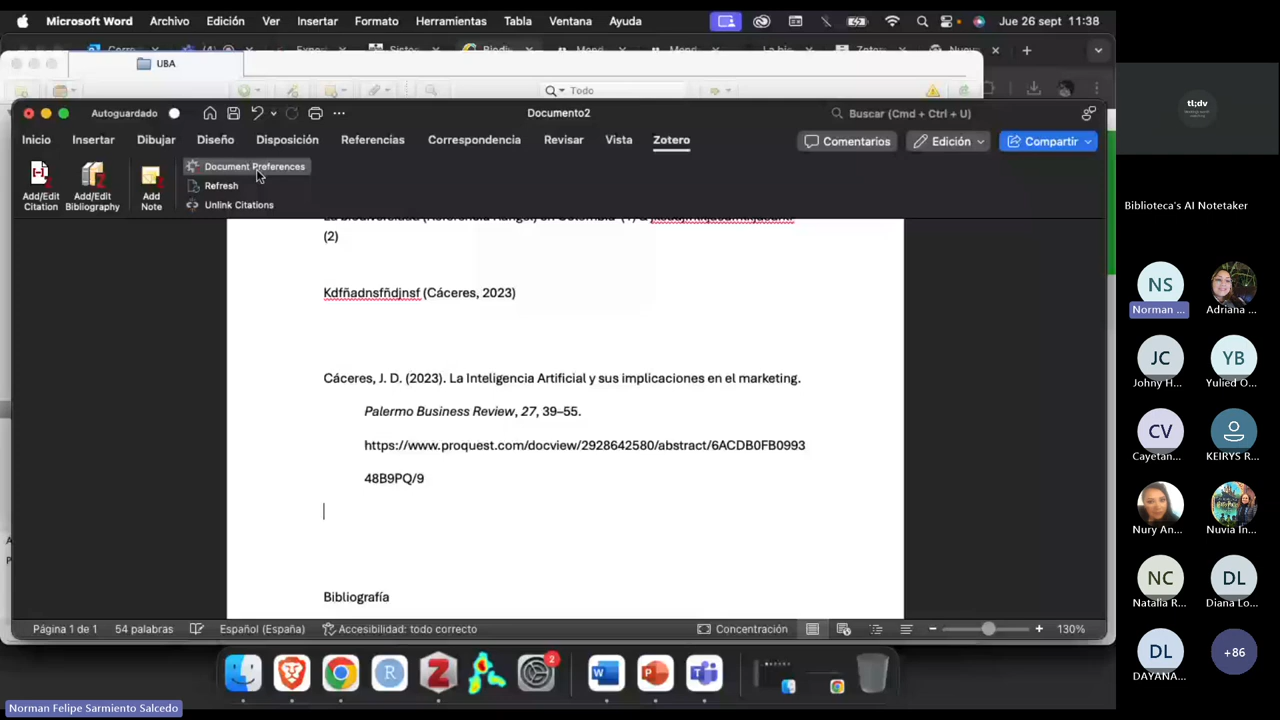 Microsoft Word Archivo Edición Ver Insertar Formato Herramientas Tabla Ventana Ayuda Jue 26 sept 11:38
UBA
Todo
Autoguardado Documento2 Buscar (Cmd + Ctrl + U)
Inicio Insertar Dibujar Diseño Disposición Referencias Correspondencia Revisar Vista Zotero Comentarios Edición Compartir
Add/Edit Citation
Add/Edit Bibliography
Add Note
Document Preferences
Refresh
Unlink Citations
(2)
Kdfñadnsfñdjnsf (Cáceres, 2023)
Cáceres, J. D. (2023). La Inteligencia Artificial y sus implicaciones en el marketing.
Palermo Business Review, 27, 39–55.
https://www.proquest.com/docview/2928642580/abstract/6ACDB0FB0993
48B9PQ/9
Bibliografía
Página 1 de 1 54 palabras Español (España) Accesibilidad: todo correcto Concentración 130%
2
Norman Felipe Sarmiento Salcedo
tl;dv
Biblioteca's AI Notetaker
NS
Norman ... Adriana ...
JC YB
Johny H... Yulied O...
CV
Cayetan... KEIRYS R...
Nury An... Nuvia In...
NC DL
Natalia R... Diana Lo...
DL +86
DAYANA...